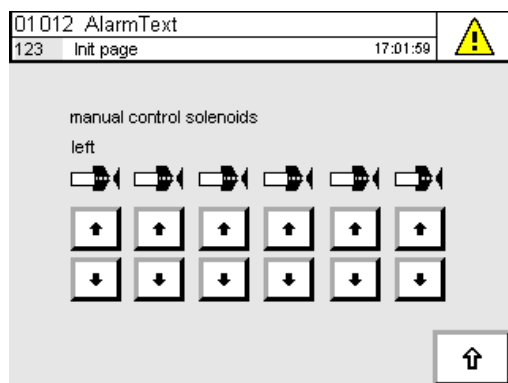 01012 AlarmText
123 Init page 17:01:59
manual control solenoids
left